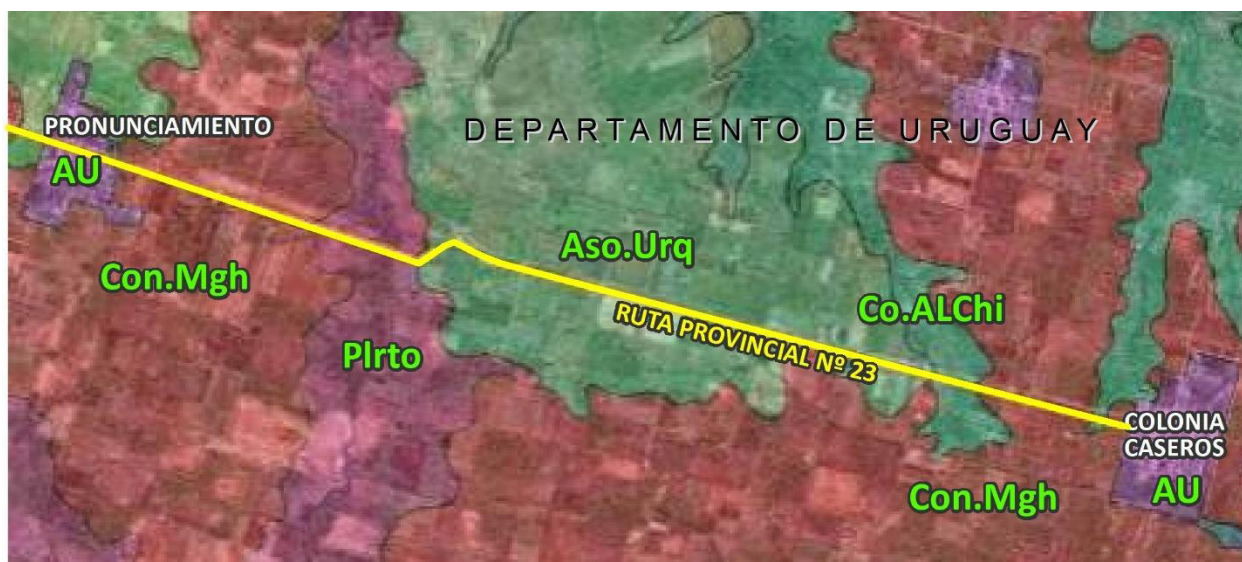 PRONUNCIAMIENTO
AU
DEPARTAMENTO DE URUGUAY
Con.Mgh
Aso.Urq
Plrto
RUTA PROVINCIAL Nº 23
Co.ALChi
COLONIA
CASEROS
Con.Mgh
AU